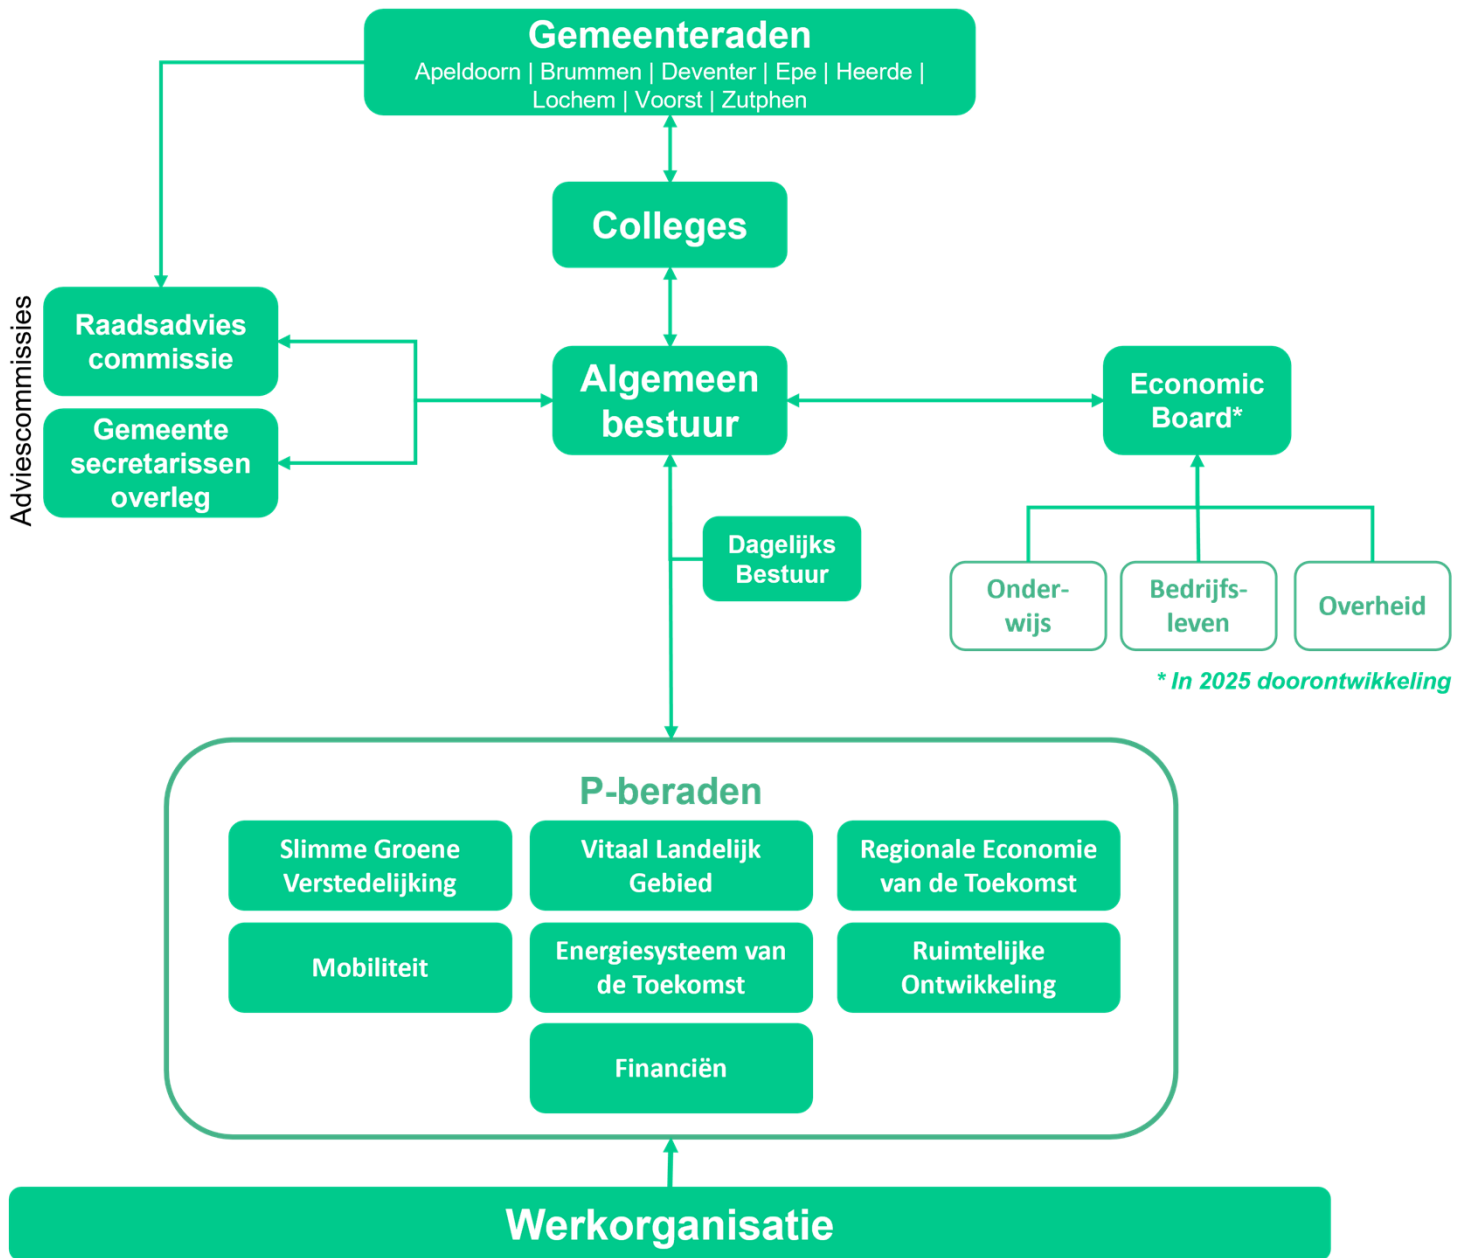 Gemeenteraden
Apeldoorn | Brummen | Deventer | Epe | Heerde |
Lochem | Voorst | Zutphen
Colleges
Adviescommissies
Raadsadvies
commissie
Gemeente
secretarissen
overleg
Algemeen
bestuur
Economic
Board*
Dagelijks
Bestuur
Onder-
wijs
Bedrijfs-
leven
Overheid
* In 2025 doorontwikkeling
P-beraden
Slimme Groene
Verstedelijking
Vitaal Landelijk
Gebied
Regionale Economie
van de Toekomst
Mobiliteit
Energiesysteem van
de Toekomst
Ruimtelijke
Ontwikkeling
Financiën
Werkorganisatie